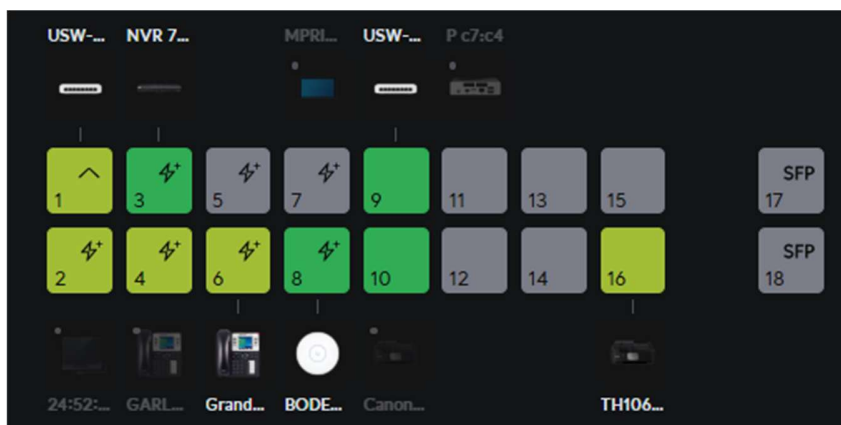 USW-... NVR 7... MPRI... USW-... P c7:c4
1 3 5 7 9 11 13 15 SFP 17
2 4 6 8 10 12 14 16 SFP 18
24:52:... GARL... Grand... BODE... Canon... TH106...